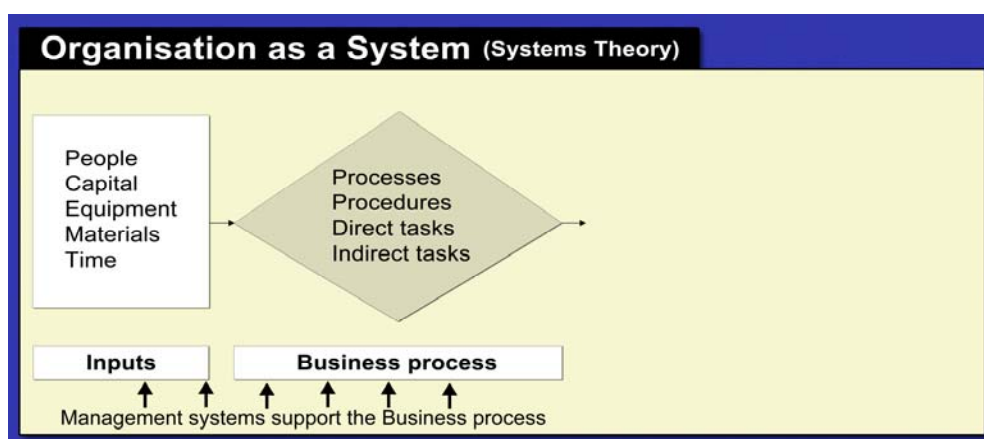 Organisation as a System (Systems Theory)
People
Capital
Equipment
Materials
Time
Processes
Procedures
Direct tasks
Indirect tasks
Inputs
Business process
Management systems support the Business process